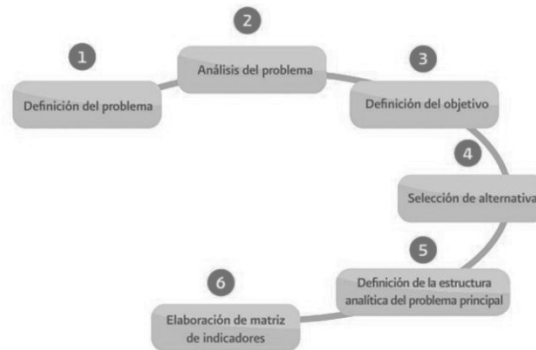 1
Definición del problema
2
Análisis del problema
3
Definición del objetivo
4
Selección de alternativa
5
Definición de la estructura
analítica del problema principal
6
Elaboración de matriz
de indicadores